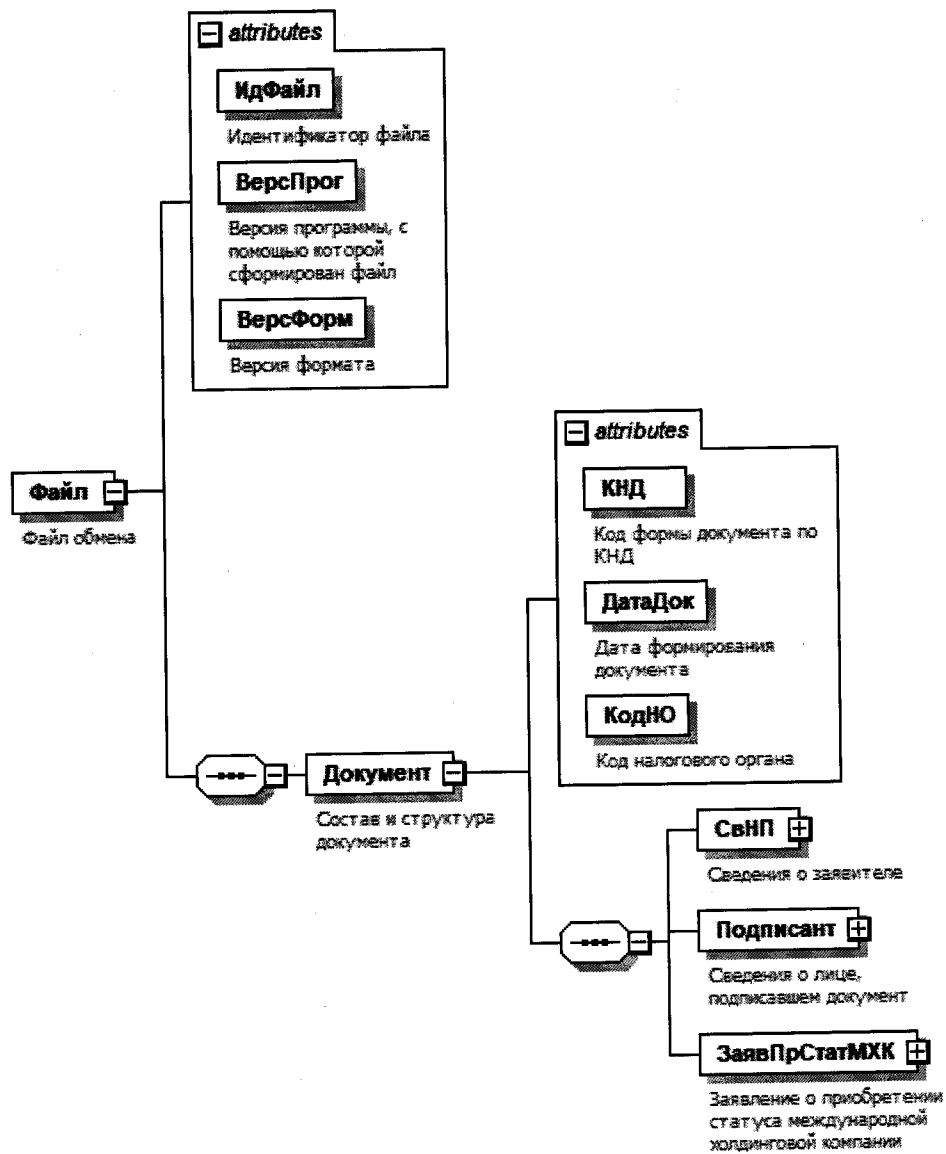 attributes
ИдФайл
Идентификатор файла
ВерсПрог
Версия программы, с
помощью которой
сформирован файл
ВерсФорм
Версия формата
Файл
Файл обмена
attributes
КНД
Код формы документа по
КНД
ДатаДок
Дата формирования
документа
КодНО
Код налогового органа
Документ
Состав и структура
документа
СвНП
Сведения о заявителе
Подписант
Сведения о лице,
подписавшем документ
ЗаявПрСтатМХК
Заявление о приобретении
статуса международной
холдинговой компании